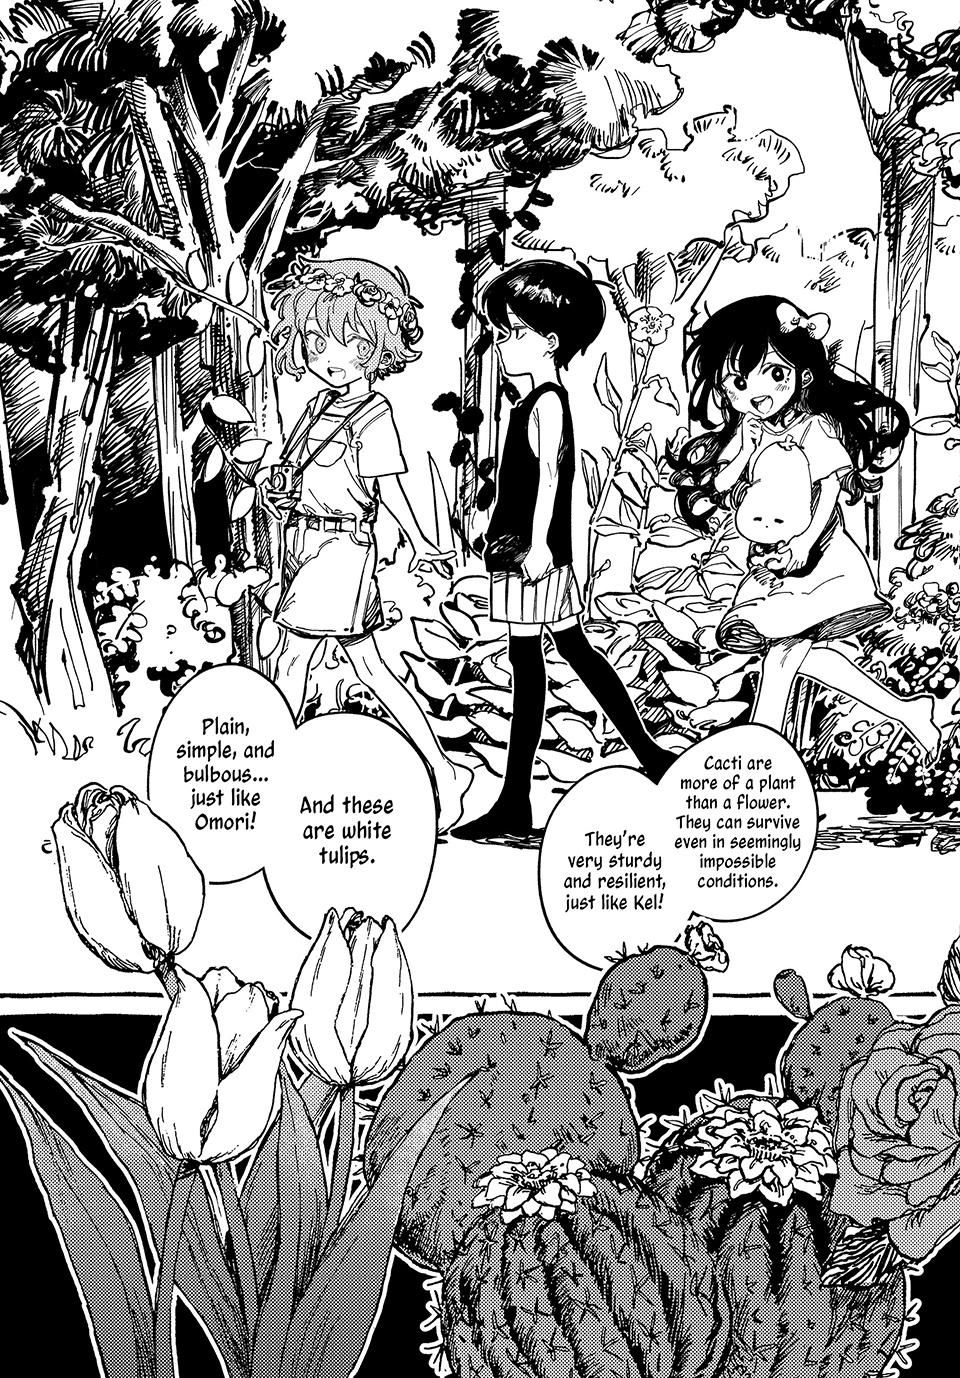 Cacti are
more of a plant
than a flower.
They can survive
even in seemingly
impossible
conditions.
They're
very sturdy
and resilient,
just like Kel!
And these
are white
tulips.
Plain,
simple, and
bulbous...
just like
Omori!